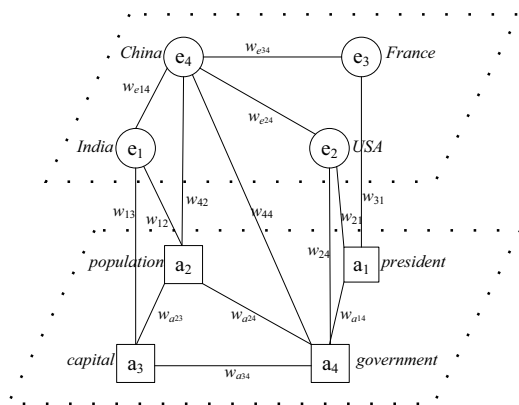 China e₄ wₑ₃₄ e₃ France
wₑ₁₄ wₑ₂₄
India e₁ e₂ USA
w₁₃ w₁₂ w₄₂ w₄₄ w₂₄ w₂₁ w₃₁
population a₂ a₁ president
wₐ₂₃ wₐ₂₄ wₐ₁₄
capital a₃ wₐ₃₄ a₄ government